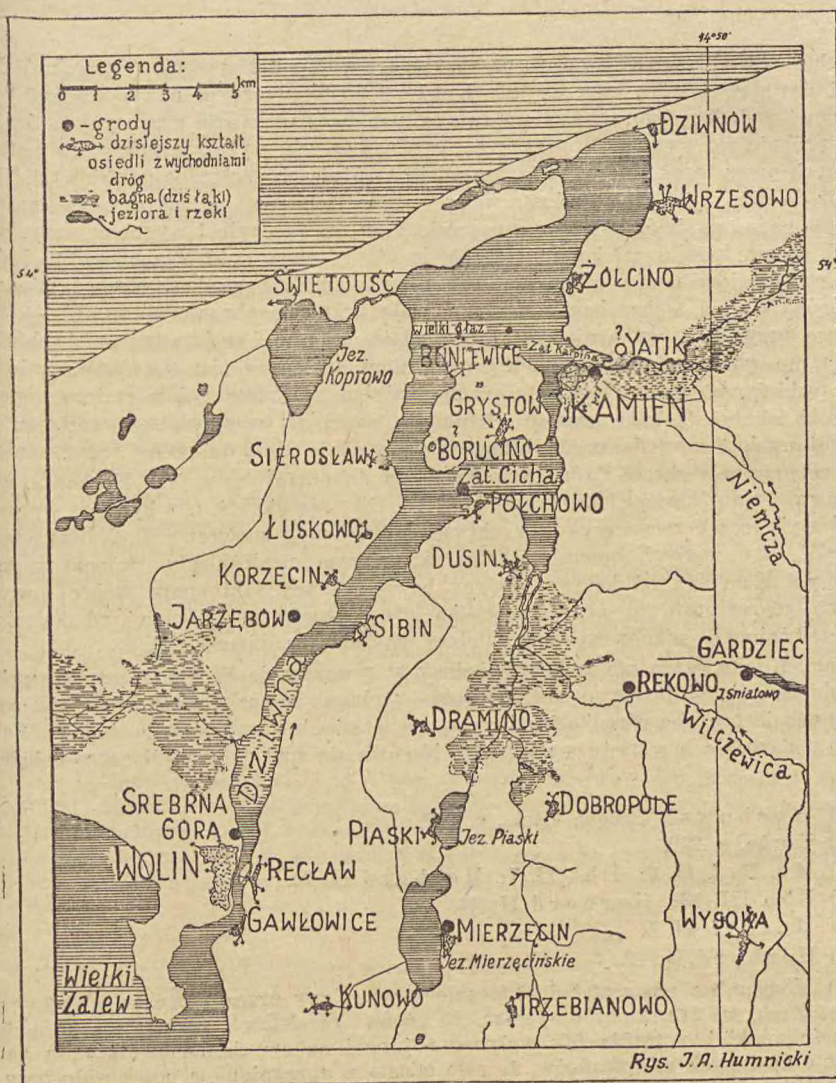 14°50'
Legenda:
0 1 2 3 4 5 km
- grody
dzisiejszy kształt
osiedli z wychodniami
dróg
bagna (dziś łąki)
jeziora i rzeki
DZIWNÓW
WRZESOWO
54°
54°
ŚWIĘTOUŚĆ
ŻÓŁCINO
wielki głaz
Zat. Karpina
?
YATIK
BUNIEWICE
Jez.
Koprowo
KAMIEŃ
GRYSTÓW
?
BORUCINO
SIEROSŁAW
Zat. Cicha
POŁCHOWO
Niemcza
ŁUSKOWO
DUSIN
KORZĘCIN
JARZĘBÓW
SIBIN
GARDZIEC
REKOWO
J. Śniatowo
DZIWNA
DRAMINO
Wilczewica
SREBRNA
GÓRA
DOBROPOLE
PIASKI
Jez. Piaski
WOLIN
RECŁAW
GAWŁOWICE
MIERZĘCIN
WYSOKA
Jez. Mierzęcińskie
Wielki
Zalew
KUNOWO
TRZEBIANOWO
Rys. J. A. Humnicki